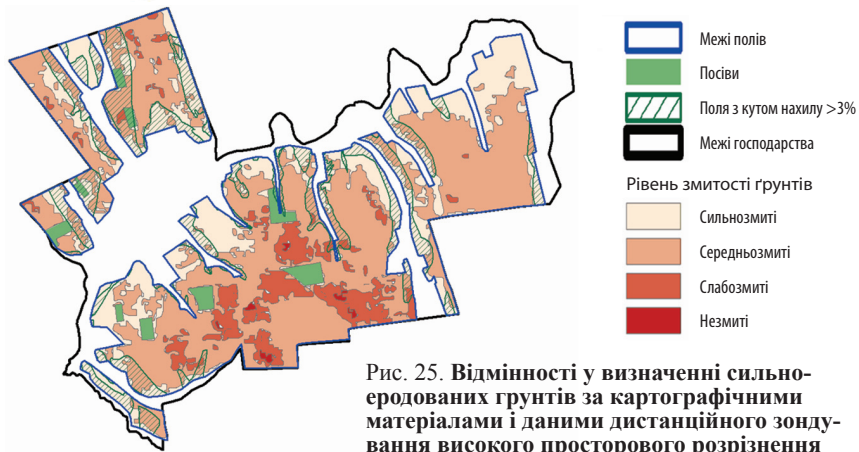 Межі полів
Посіви
Поля з кутом нахилу >3%
Межі господарства
Рівень змитості ґрунтів
Сильнозмиті
Середньозмиті
Слабозмиті
Незмиті
Рис. 25. Відмінності у визначенні сильно-
еродованих грунтів за картографічними
матеріалами і даними дистанційного зонду-
вання високого просторового розрізнення